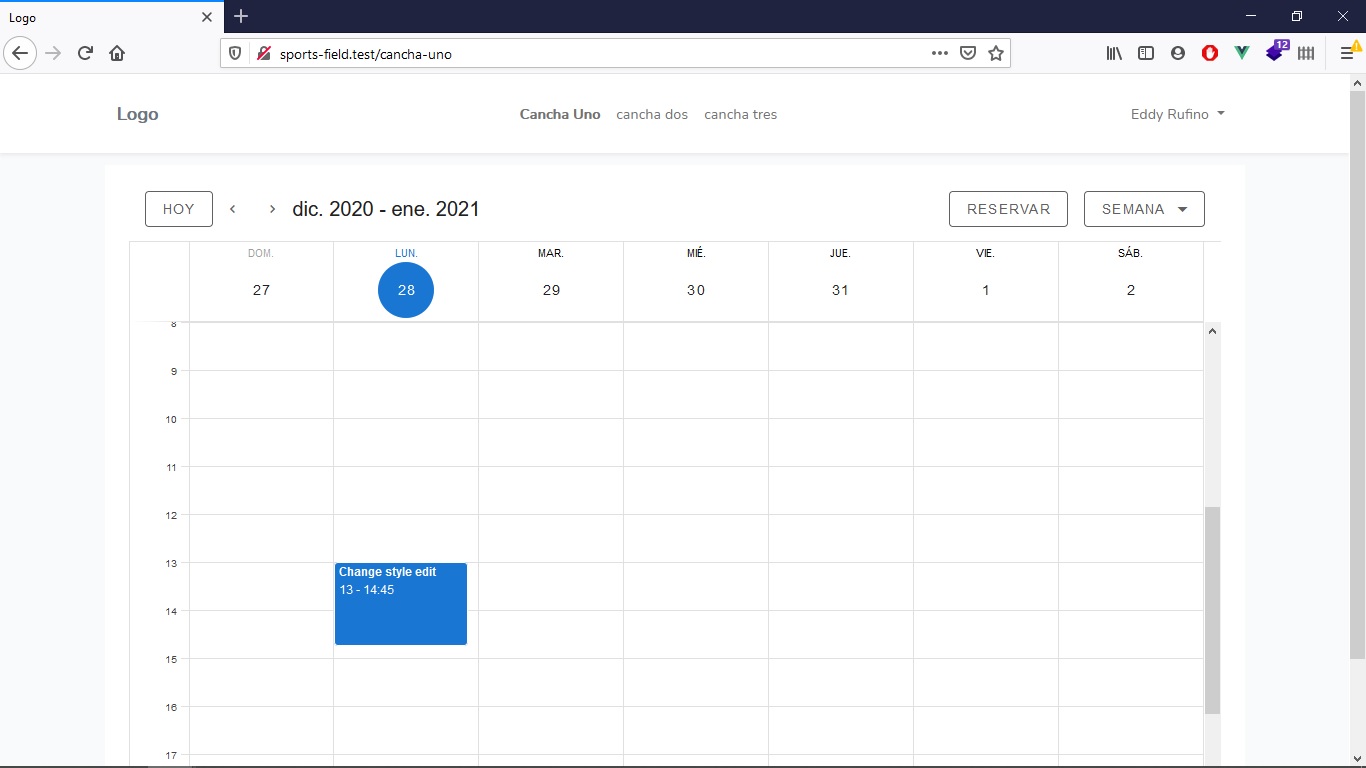 Logo
sports-field.test/cancha-uno
12
Logo
Cancha Uno cancha dos cancha tres
Eddy Rufino
HOY
dic. 2020 - ene. 2021
RESERVAR
SEMANA
DOM. LUN. MAR. MIÉ. JUE. VIE. SÁB.
27 28 29 30 31 1 2
8
9
10
11
12
13
Change style edit
13 - 14:45
14
15
16
17